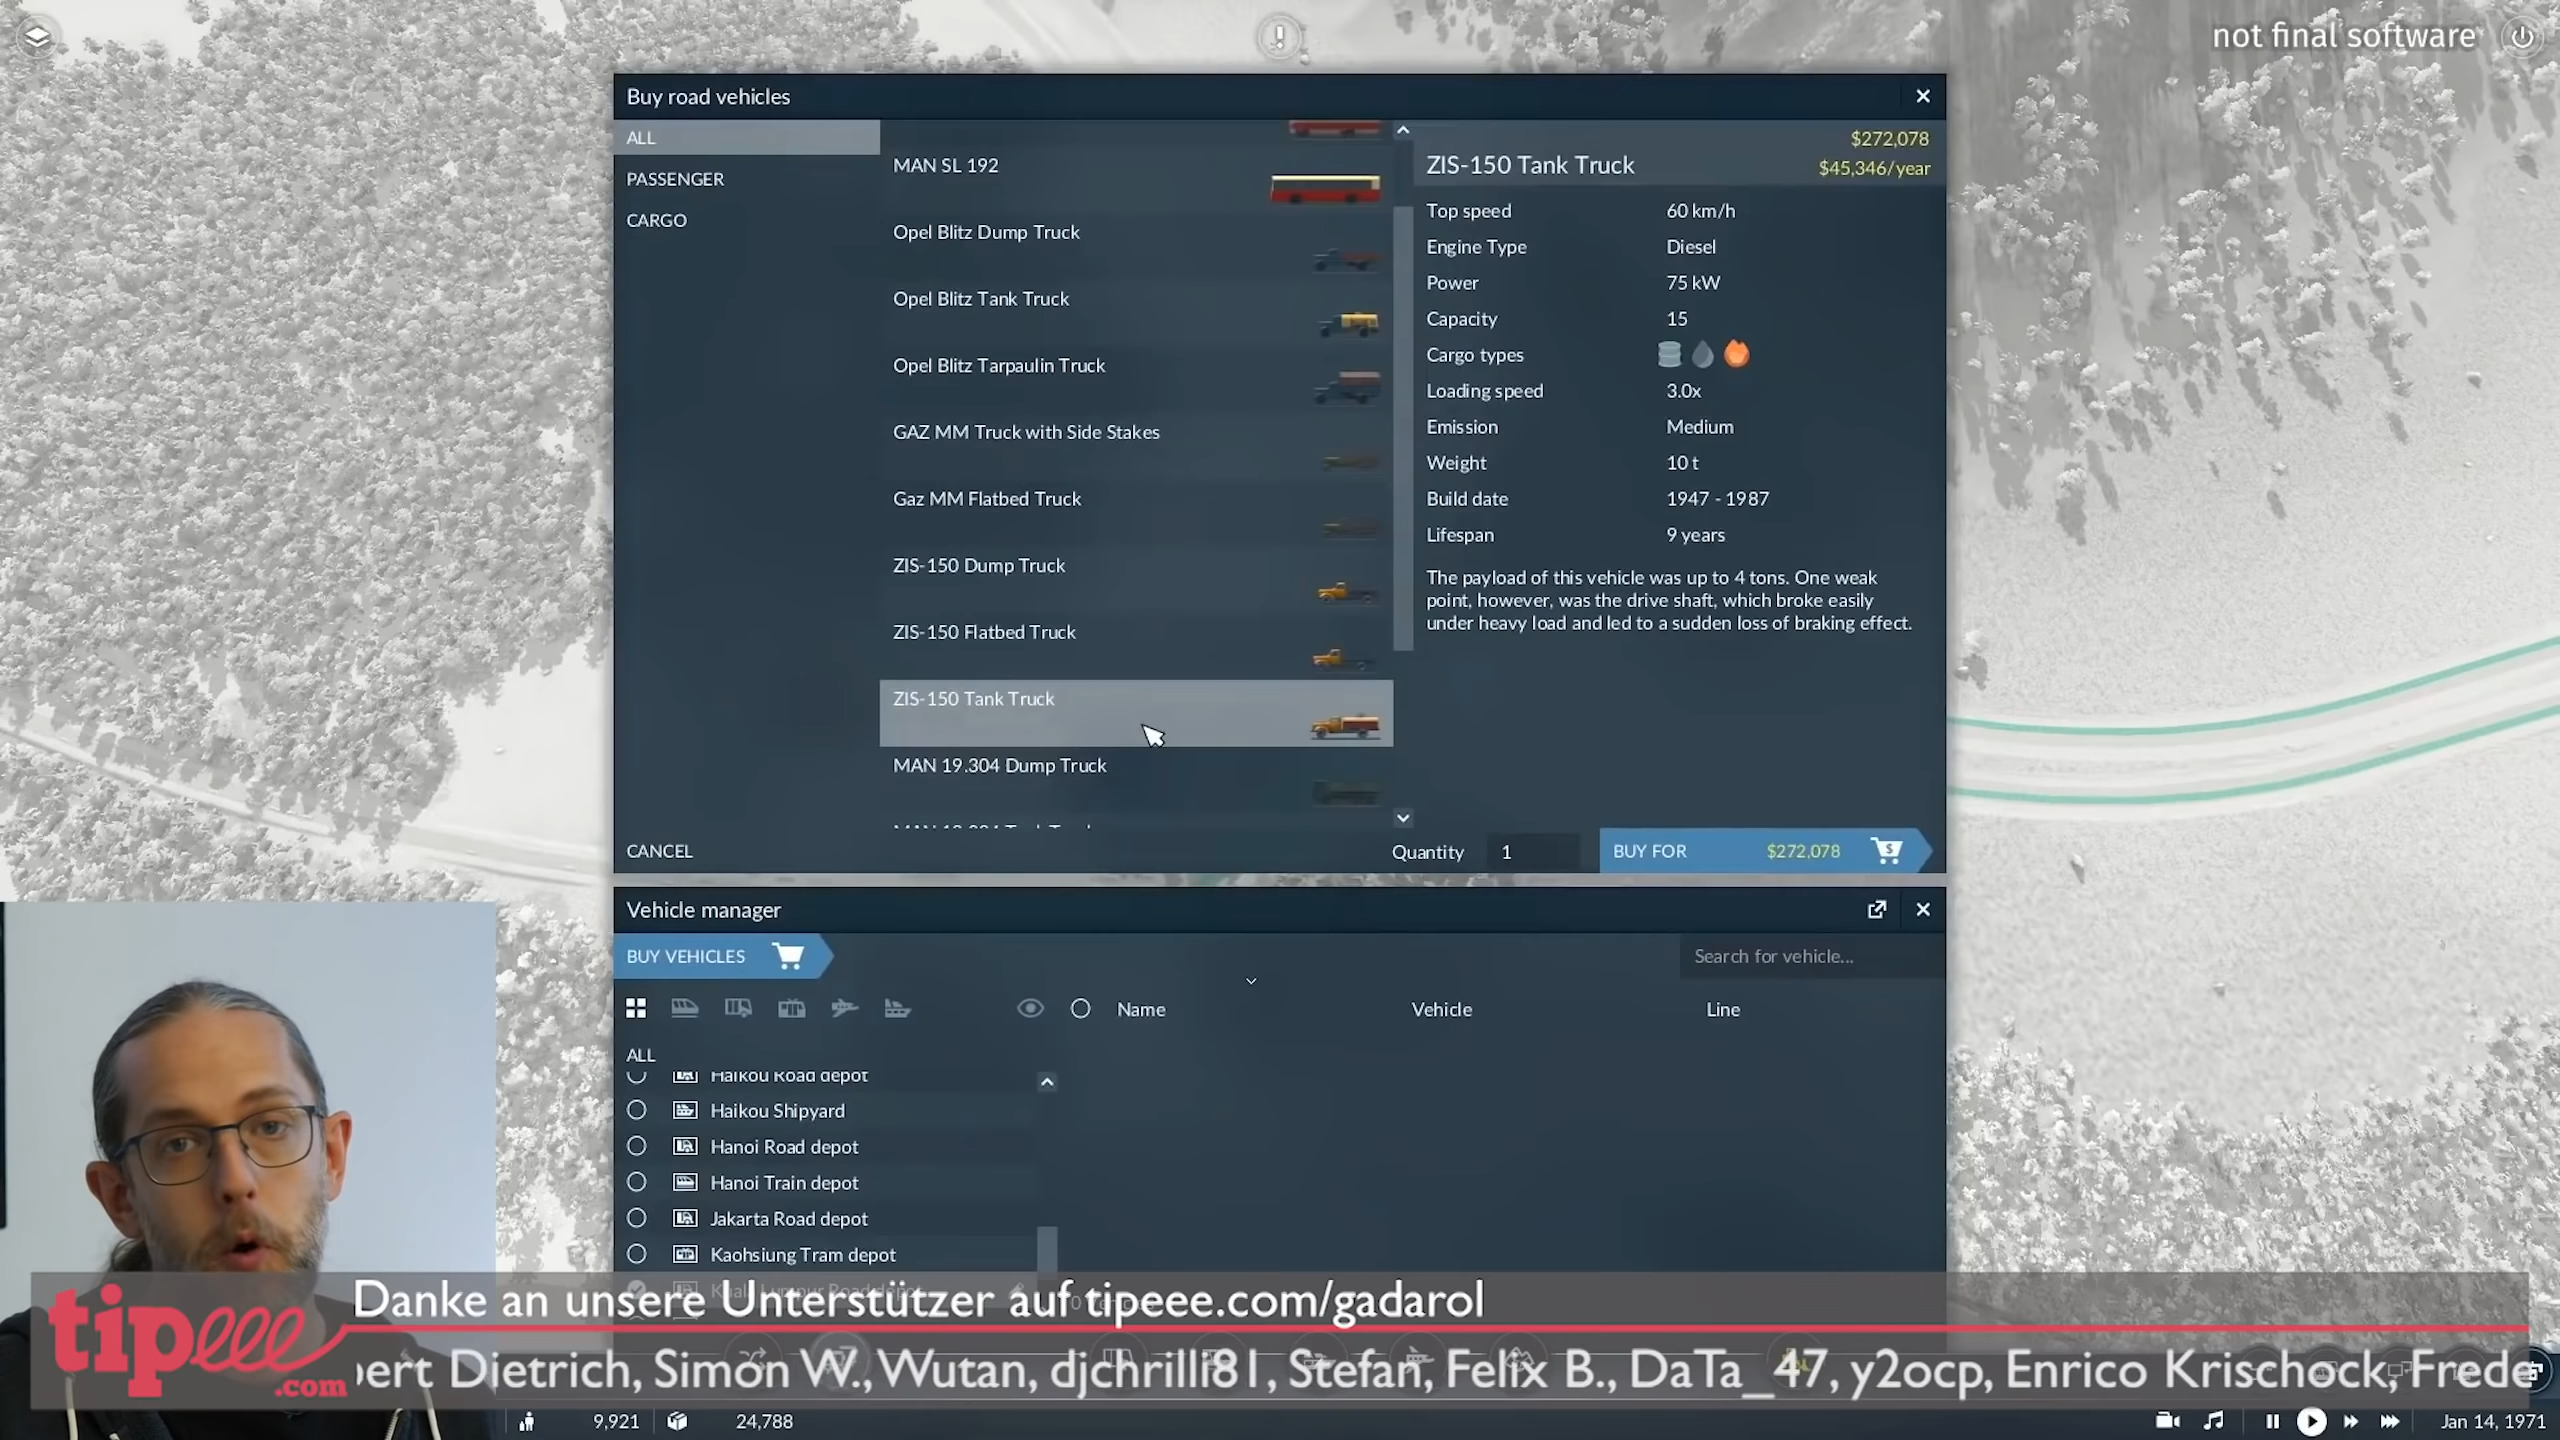 not final software
Buy road vehicles
ALL
PASSENGER
CARGO
MAN SL 192
Opel Blitz Dump Truck
Opel Blitz Tank Truck
Opel Blitz Tarpaulin Truck
GAZ MM Truck with Side Stakes
Gaz MM Flatbed Truck
ZIS-150 Dump Truck
ZIS-150 Flatbed Truck
ZIS-150 Tank Truck
MAN 19.304 Dump Truck
$272,078
ZIS-150 Tank Truck
$45,346/year
Top speed 60 km/h
Engine Type Diesel
Power 75 kW
Capacity 15
Cargo types
Loading speed 3.0x
Emission Medium
Weight 10 t
Build date 1947 - 1987
Lifespan 9 years
The payload of this vehicle was up to 4 tons. One weak
point, however, was the drive shaft, which broke easily
under heavy load and led to a sudden loss of braking effect.
CANCEL
Quantity 1
BUY FOR $272,078
Vehicle manager
BUY VEHICLES
Search for vehicle...
Name Vehicle Line
ALL
Haikou Road depot
Haikou Shipyard
Hanoi Road depot
Hanoi Train depot
Jakarta Road depot
Kaohsiung Tram depot
tipeee.com
Danke an unsere Unterstützer auf tipeee.com/gadarol
bert Dietrich, Simon W., Wutan, djchrill81, Stefan, Felix B., DaTa_47, y2ocp, Enrico Krischock, Frede
9,921 24,788
Jan 14, 1971